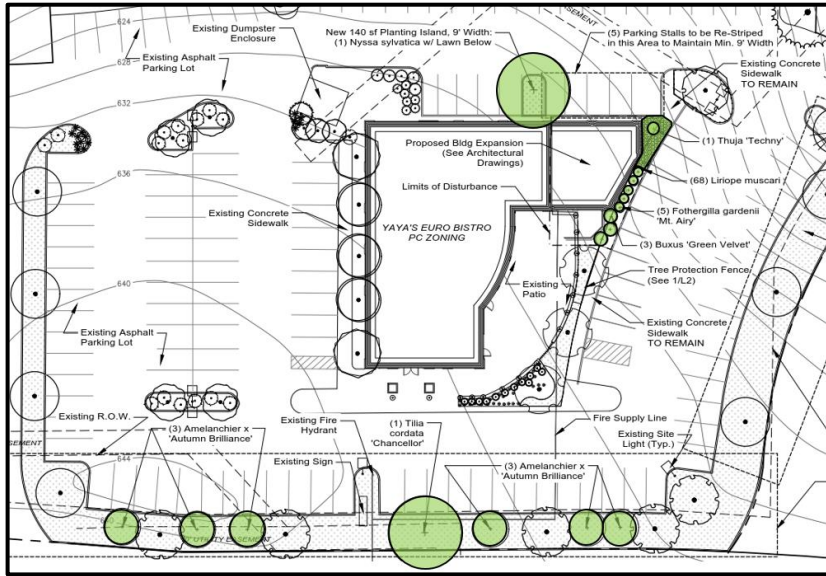 624
628
632
636
640
644
Existing Dumpster
Enclosure
Existing Asphalt
Parking Lot
New 140 sf of Planting Island, 9' Width:
(1) Nyssa sylvatica w/ Lawn Below
EASEMENT
(5) Parking Stalls to be Re-Striped
in this Area to Maintain Min. 9' Width
Existing Concrete
Sidewalk
TO REMAIN
(1) Thuja 'Techny'
Proposed Bldg Expansion
(See Architectural
Drawings)
(68) Liriope muscari
Limits of Disturbance
(5) Fothergilla gardenii
'Mt. Airy'
Existing Concrete
Sidewalk
YAYA'S EURO BISTRO
PC ZONING
(3) Buxus 'Green Velvet'
Existing
Patio
Tree Protection Fence
(See 1/L2)
Existing Asphalt
Parking Lot
Existing Concrete
Sidewalk
TO REMAIN
Existing R.O.W.
(3) Amelanchier x
'Autumn Brilliance'
Existing Fire
Hydrant
(1) Tilia
cordata
'Chancellor'
Fire Supply Line
Existing Site
Light (Typ.)
Existing Sign
(3) Amelanchier x
'Autumn Brilliance'
UTILITY EASEMENT